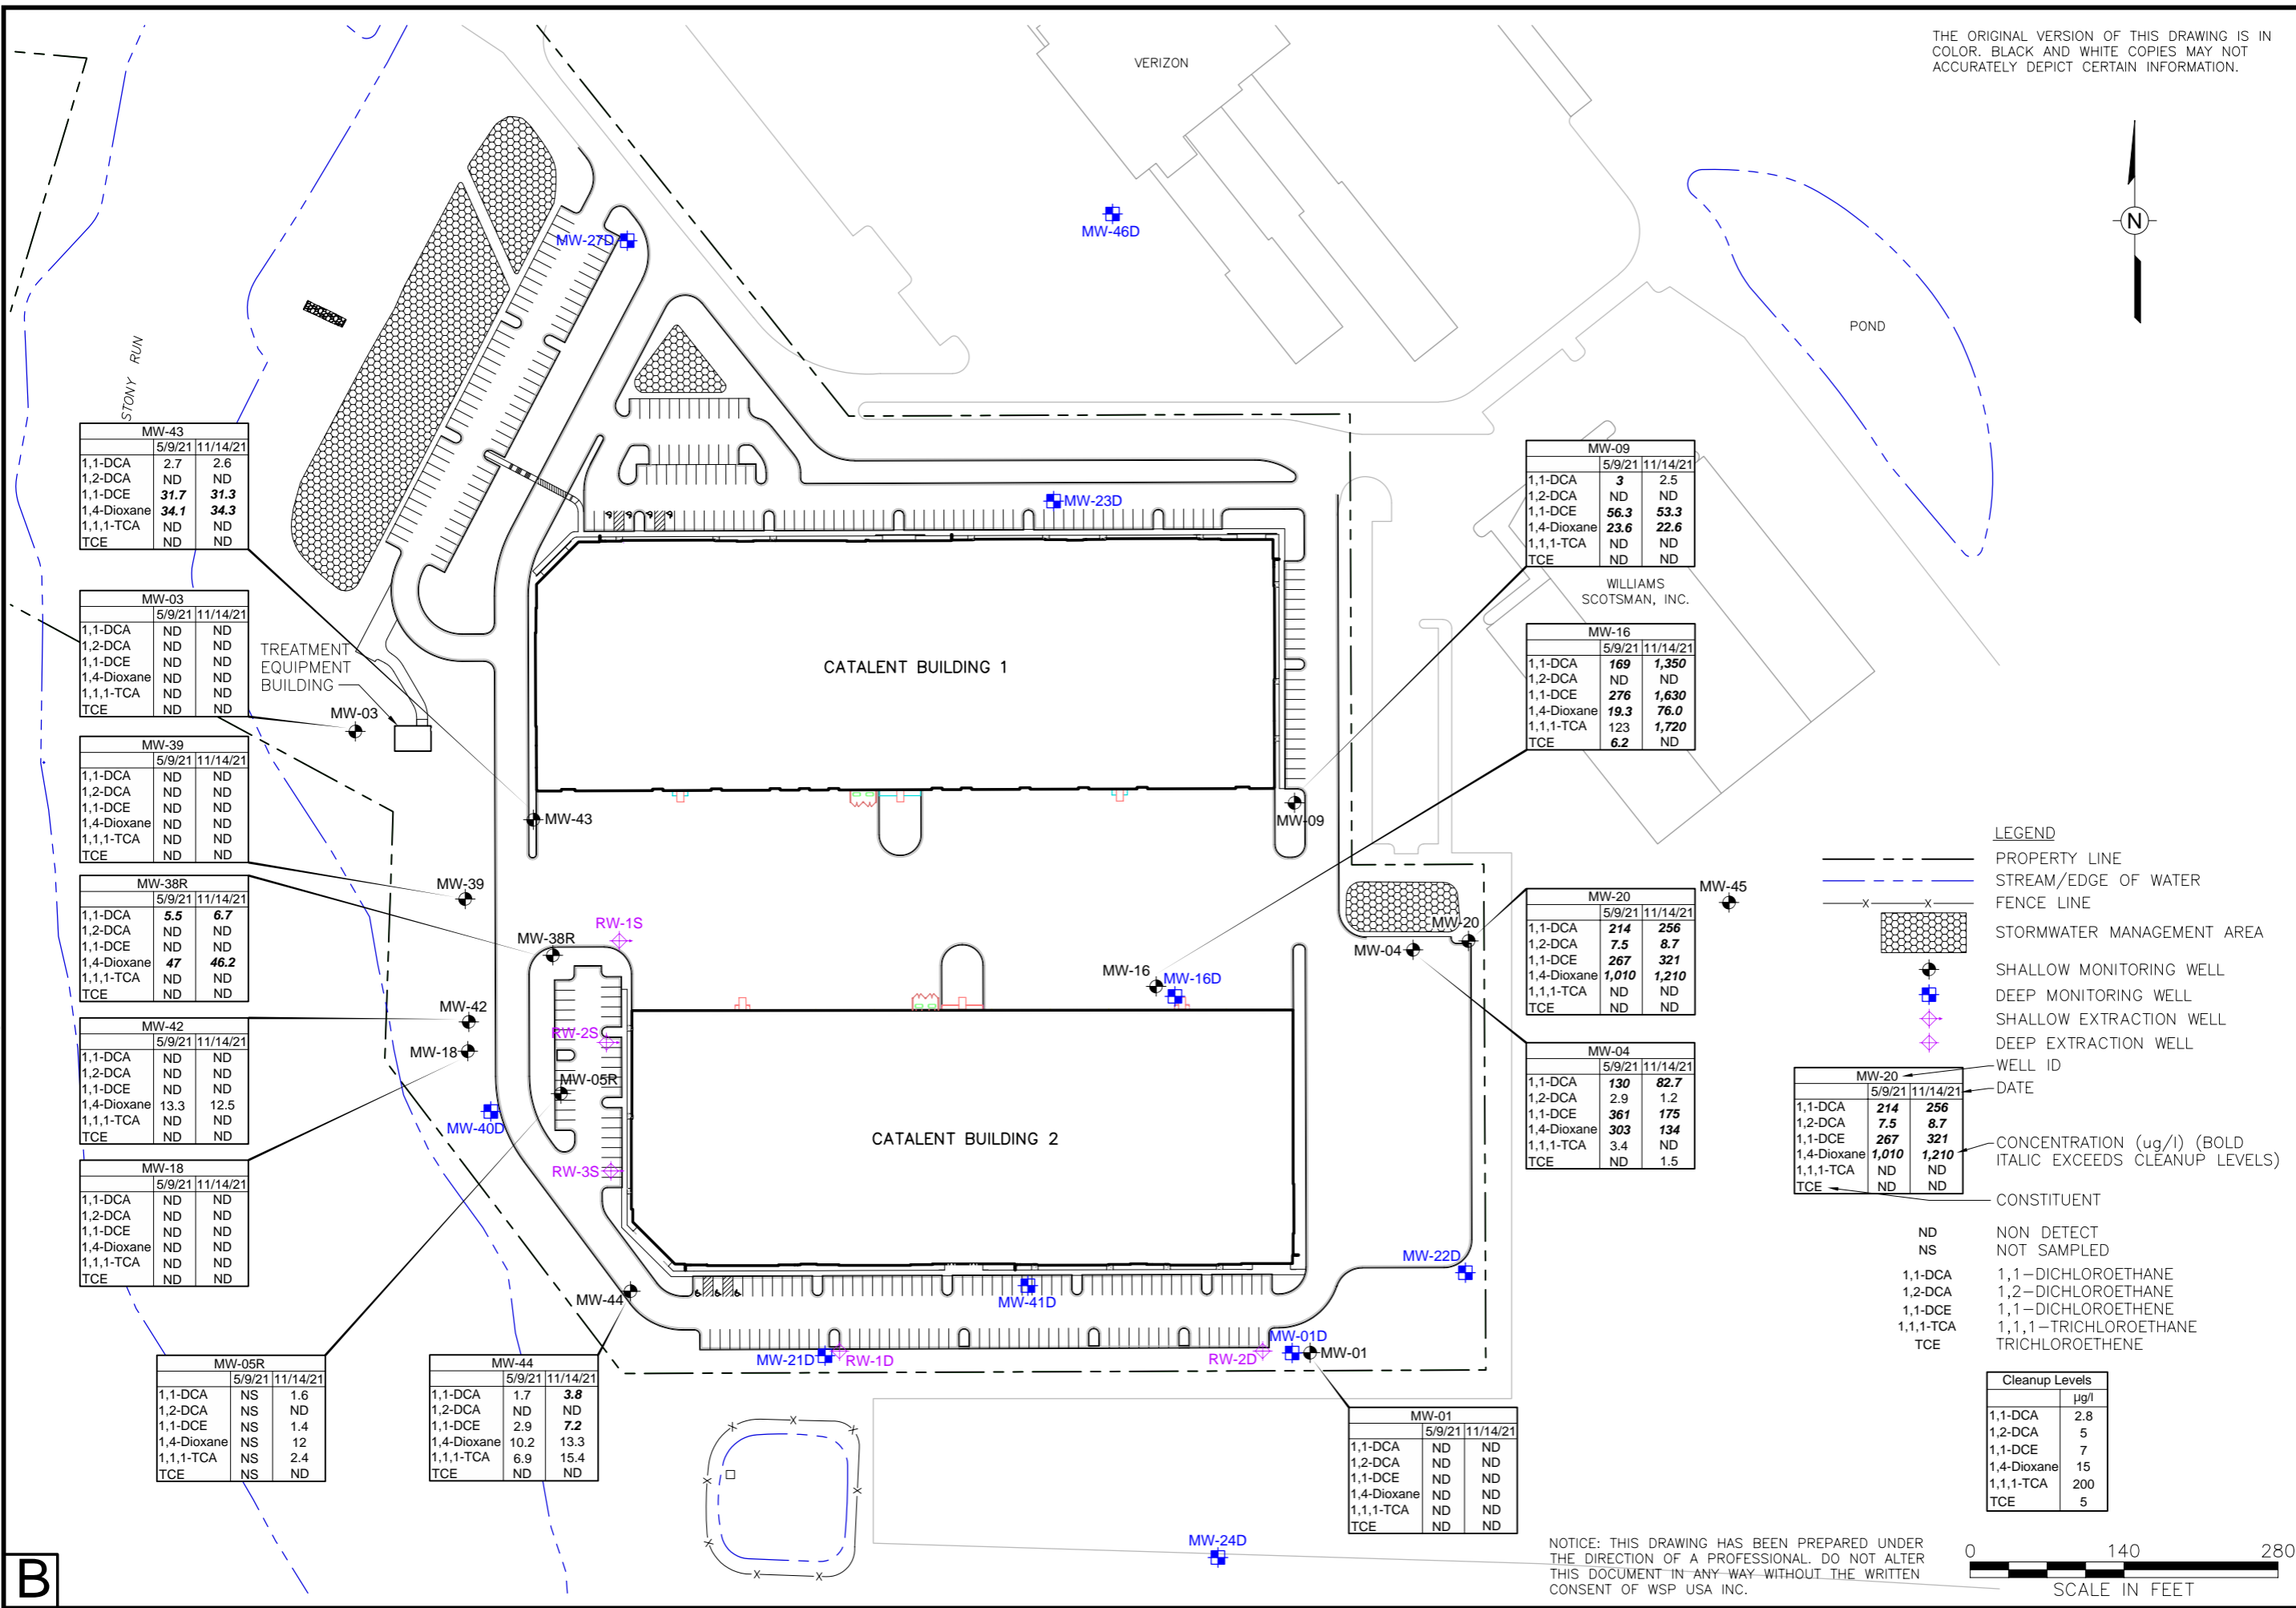 THE ORIGINAL VERSION OF THIS DRAWING IS IN
COLOR. BLACK AND WHITE COPIES MAY NOT
ACCURATELY DEPICT CERTAIN INFORMATION.
VERIZON
N
MW-27D
MW-46D
POND
STONY RUN
MW-43
5/9/21 11/14/21
1,1-DCA 2.7 2.6
1,2-DCA ND ND
1,1-DCE 31.7 31.3
1,4-Dioxane 34.1 34.3
1,1,1-TCA ND ND
TCE ND ND
MW-09
5/9/21 11/14/21
1,1-DCA 3 2.5
1,2-DCA ND ND
1,1-DCE 56.3 53.3
1,4-Dioxane 23.6 22.6
1,1,1-TCA ND ND
TCE ND ND
MW-23D
WILLIAMS
SCOTSMAN, INC.
MW-03
5/9/21 11/14/21
1,1-DCA ND ND
1,2-DCA ND ND
1,1-DCE ND ND
1,4-Dioxane ND ND
1,1,1-TCA ND ND
TCE ND ND
TREATMENT
EQUIPMENT
BUILDING
MW-03
CATALENT BUILDING 1
MW-16
5/9/21 11/14/21
1,1-DCA 169 1,350
1,2-DCA ND ND
1,1-DCE 276 1,630
1,4-Dioxane 19.3 76.0
1,1,1-TCA 123 1,720
TCE 6.2 ND
MW-39
5/9/21 11/14/21
1,1-DCA ND ND
1,2-DCA ND ND
1,1-DCE ND ND
1,4-Dioxane ND ND
1,1,1-TCA ND ND
TCE ND ND
MW-43
MW-09
MW-38R
5/9/21 11/14/21
1,1-DCA 5.5 6.7
1,2-DCA ND ND
1,1-DCE ND ND
1,4-Dioxane 47 46.2
1,1,1-TCA ND ND
TCE ND ND
MW-39
RW-1S
MW-38R
MW-16
MW-16D
MW-04
MW-20
MW-20
5/9/21 11/14/21
1,1-DCA 214 256
1,2-DCA 7.5 8.7
1,1-DCE 267 321
1,4-Dioxane 1,010 1,210
1,1,1-TCA ND ND
TCE ND ND
MW-45
LEGEND
PROPERTY LINE
STREAM/EDGE OF WATER
X X FENCE LINE
STORMWATER MANAGEMENT AREA
SHALLOW MONITORING WELL
DEEP MONITORING WELL
SHALLOW EXTRACTION WELL
DEEP EXTRACTION WELL
MW-42
5/9/21 11/14/21
1,1-DCA ND ND
1,2-DCA ND ND
1,1-DCE ND ND
1,4-Dioxane 13.3 12.5
1,1,1-TCA ND ND
TCE ND ND
MW-42
MW-18
RW-2S
MW-05R
MW-40D
RW-3S
CATALENT BUILDING 2
MW-04
5/9/21 11/14/21
1,1-DCA 130 82.7
1,2-DCA 2.9 1.2
1,1-DCE 361 175
1,4-Dioxane 303 134
1,1,1-TCA 3.4 ND
TCE ND 1.5
WELL ID
DATE
MW-20
5/9/21 11/14/21
1,1-DCA 214 256
1,2-DCA 7.5 8.7
1,1-DCE 267 321
1,4-Dioxane 1,010 1,210
1,1,1-TCA ND ND
TCE ND ND
CONCENTRATION (ug/l) (BOLD
ITALIC EXCEEDS CLEANUP LEVELS)
CONSTITUENT
MW-18
5/9/21 11/14/21
1,1-DCA ND ND
1,2-DCA ND ND
1,1-DCE ND ND
1,4-Dioxane ND ND
1,1,1-TCA ND ND
TCE ND ND
ND NON DETECT
NS NOT SAMPLED
1,1-DCA 1,1-DICHLOROETHANE
1,2-DCA 1,2-DICHLOROETHANE
1,1-DCE 1,1-DICHLOROETHENE
1,1,1-TCA 1,1,1-TRICHLOROETHANE
TCE TRICHLOROETHENE
MW-22D
MW-44
MW-41D
MW-21D
RW-1D
RW-2D
MW-01D
MW-01
MW-05R
5/9/21 11/14/21
1,1-DCA NS 1.6
1,2-DCA NS ND
1,1-DCE NS 1.4
1,4-Dioxane NS 12
1,1,1-TCA NS 2.4
TCE NS ND
MW-44
5/9/21 11/14/21
1,1-DCA 1.7 3.8
1,2-DCA ND ND
1,1-DCE 2.9 7.2
1,4-Dioxane 10.2 13.3
1,1,1-TCA 6.9 15.4
TCE ND ND
MW-01
5/9/21 11/14/21
1,1-DCA ND ND
1,2-DCA ND ND
1,1-DCE ND ND
1,4-Dioxane ND ND
1,1,1-TCA ND ND
TCE ND ND
Cleanup Levels
µg/l
1,1-DCA 2.8
1,2-DCA 5
1,1-DCE 7
1,4-Dioxane 15
1,1,1-TCA 200
TCE 5
MW-24D
NOTICE: THIS DRAWING HAS BEEN PREPARED UNDER
THE DIRECTION OF A PROFESSIONAL. DO NOT ALTER
THIS DOCUMENT IN ANY WAY WITHOUT THE WRITTEN
CONSENT OF WSP USA INC.
0 140 280
SCALE IN FEET
B